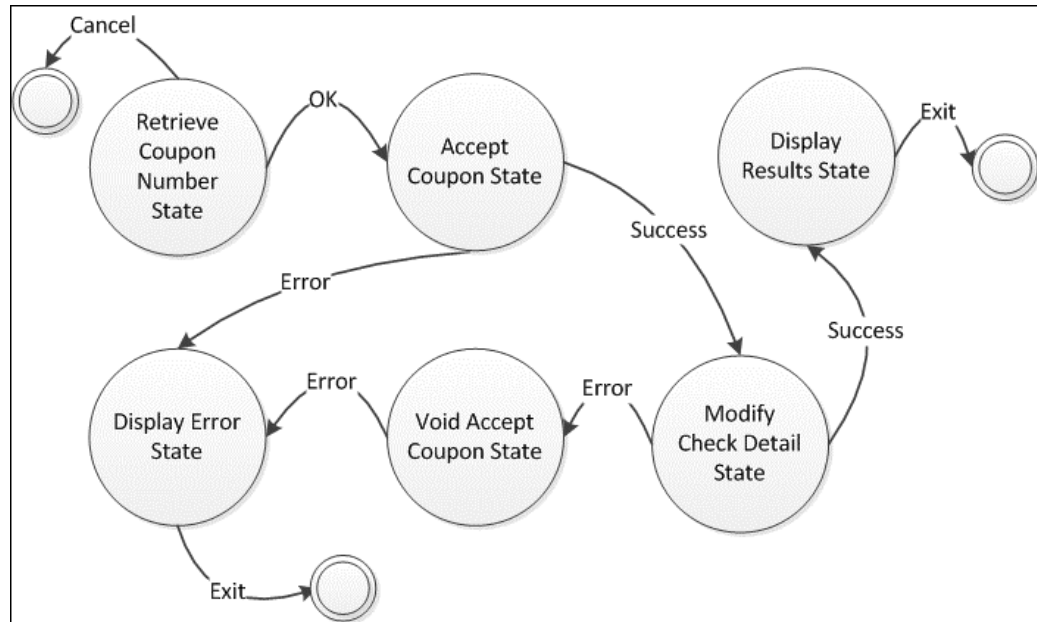 Cancel
Retrieve
Coupon
Number
State
OK
Accept
Coupon State
Display
Results State
Exit
Success
Error
Success
Display Error
State
Error
Void Accept
Coupon State
Error
Modify
Check Detail
State
Exit